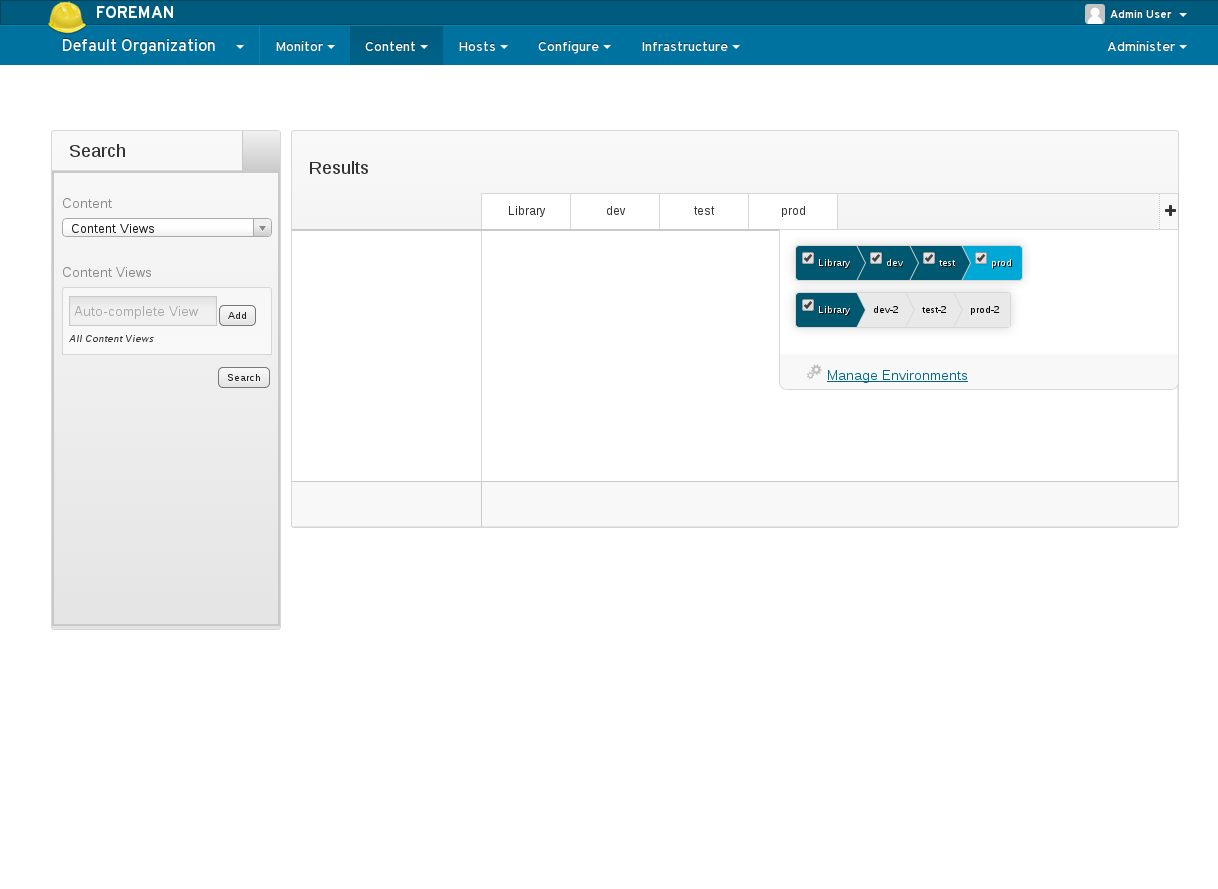 FOREMAN
Admin User
Default Organization
Monitor
Content
Hosts
Configure
Infrastructure
Administer
Search
Content
Content Views
Content Views
Auto-complete View
Add
All Content Views
Search
Results
Library
dev
test
prod
Library
dev
test
prod
Library
dev-2
test-2
prod-2
Manage Environments